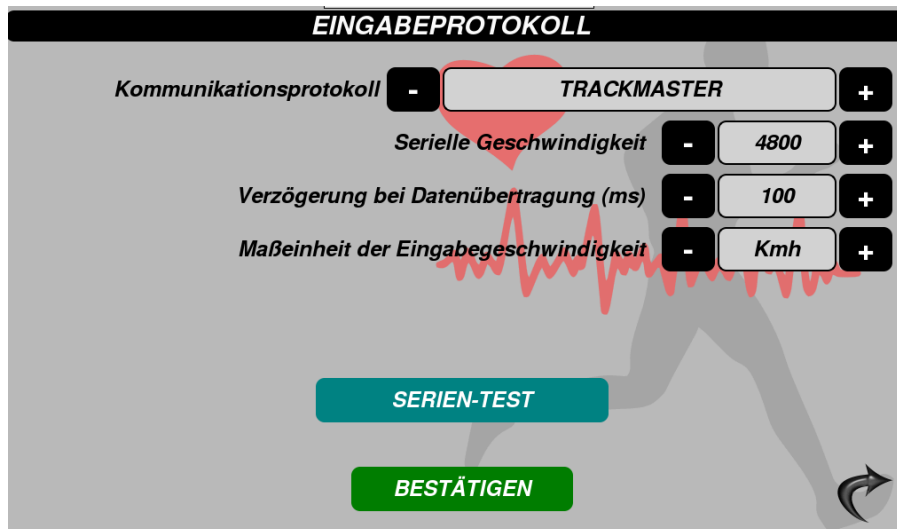 EINGABEPROTOKOLL
Kommunikationsprotokoll - TRACKMASTER +
Serielle Geschwindigkeit - 4800 +
Verzögerung bei Datenübertragung (ms) - 100 +
Maßeinheit der Eingabegeschwindigkeit - Kmh +
SERIEN-TEST
BESTÄTIGEN